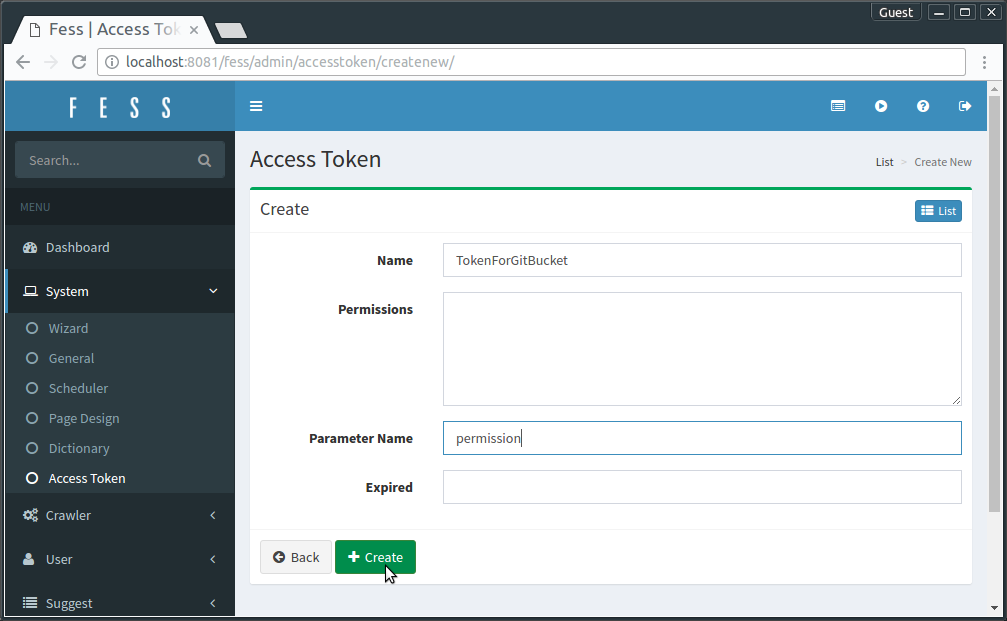 Guest
Fess | Access Tok
localhost:8081/fess/admin/accesstoken/createnew/
FESS
Search...
MENU
Dashboard
System
Wizard
General
Scheduler
Page Design
Dictionary
Access Token
Crawler
User
Suggest
Access Token
List > Create New
Create
List
Name
TokenForGitBucket
Permissions
Parameter Name
permission
Expired
Back
Create